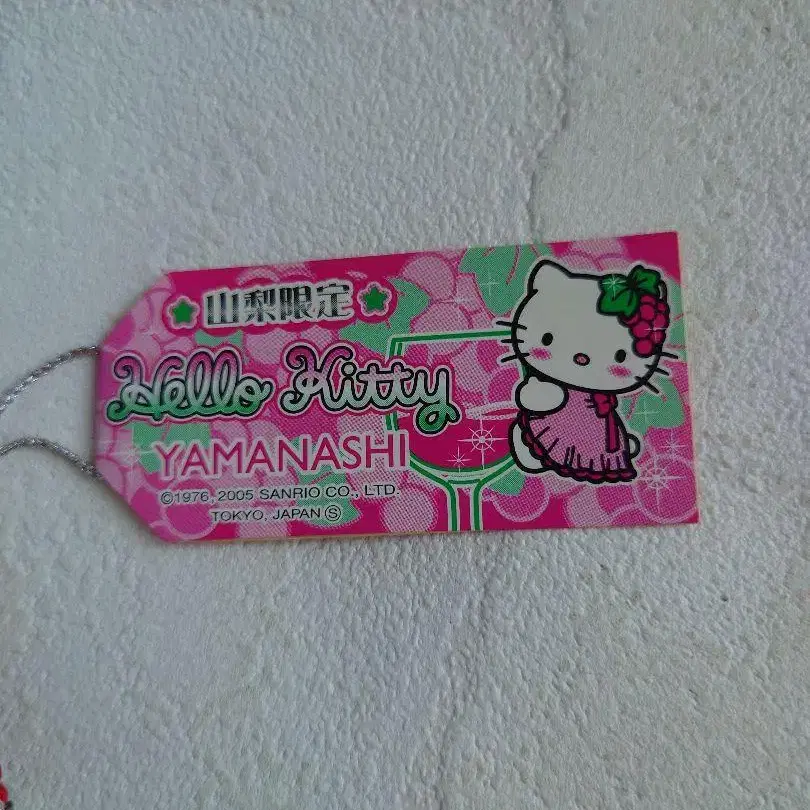 山梨限定
Hello Kitty
YAMANASHI
©1976, 2005 SANRIO CO., LTD.
TOKYO, JAPAN Ⓢ